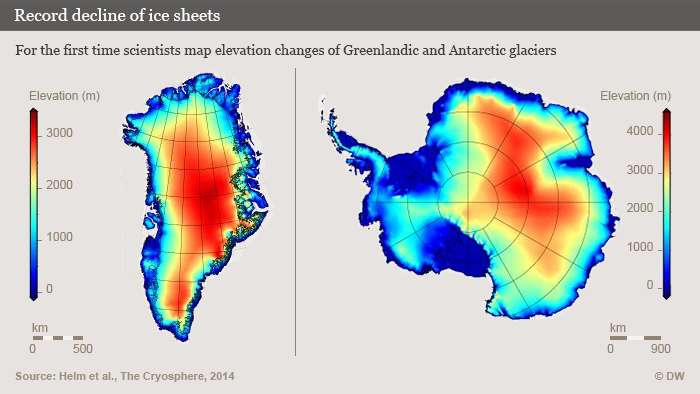 Record decline of ice sheets
For the first time scientists map elevation changes of Greenlandic and Antarctic glaciers
Elevation (m)
3000
2000
1000
0
km
0 500
Elevation (m)
4000
3000
2000
1000
0
km
0 900
Source: Helm et al., The Cryosphere, 2014
© DW